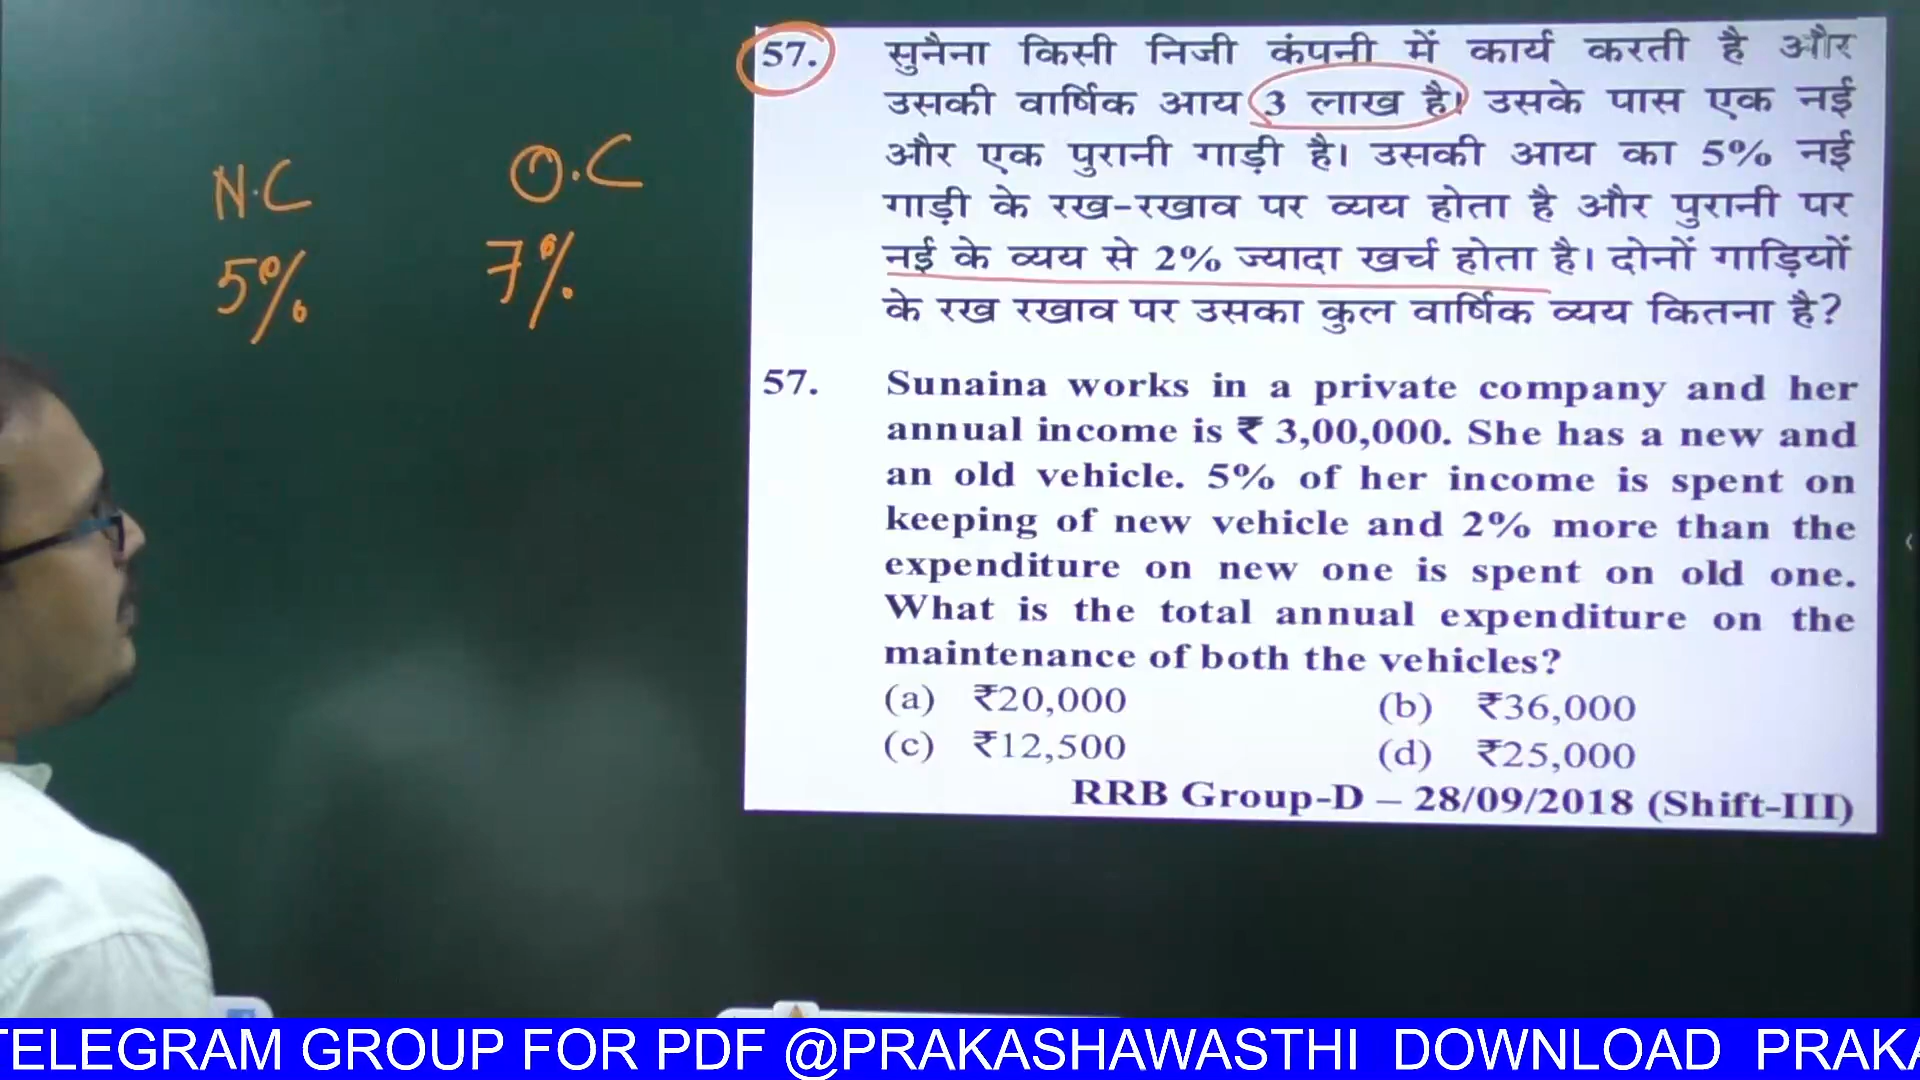 57. सुनैना किसी निजी कंपनी में कार्य करती है और
उसकी वार्षिक आय 3 लाख है। उसके पास एक नई
और एक पुरानी गाड़ी है। उसकी आय का 5% नई
गाड़ी के रख-रखाव पर व्यय होता है और पुरानी पर
नई के व्यय से 2% ज्यादा खर्च होता है। दोनों गाड़ियों
के रख रखाव पर उसका कुल वार्षिक व्यय कितना है?
N.C O.C
5% 7%
57. Sunaina works in a private company and her
annual income is ₹ 3,00,000. She has a new and
an old vehicle. 5% of her income is spent on
keeping of new vehicle and 2% more than the
expenditure on new one is spent on old one.
What is the total annual expenditure on the
maintenance of both the vehicles?
(a) ₹20,000 (b) ₹36,000
(c) ₹12,500 (d) ₹25,000
RRB Group-D – 28/09/2018 (Shift-III)
TELEGRAM GROUP FOR PDF @PRAKASHAWASTHI DOWNLOAD PRAKA